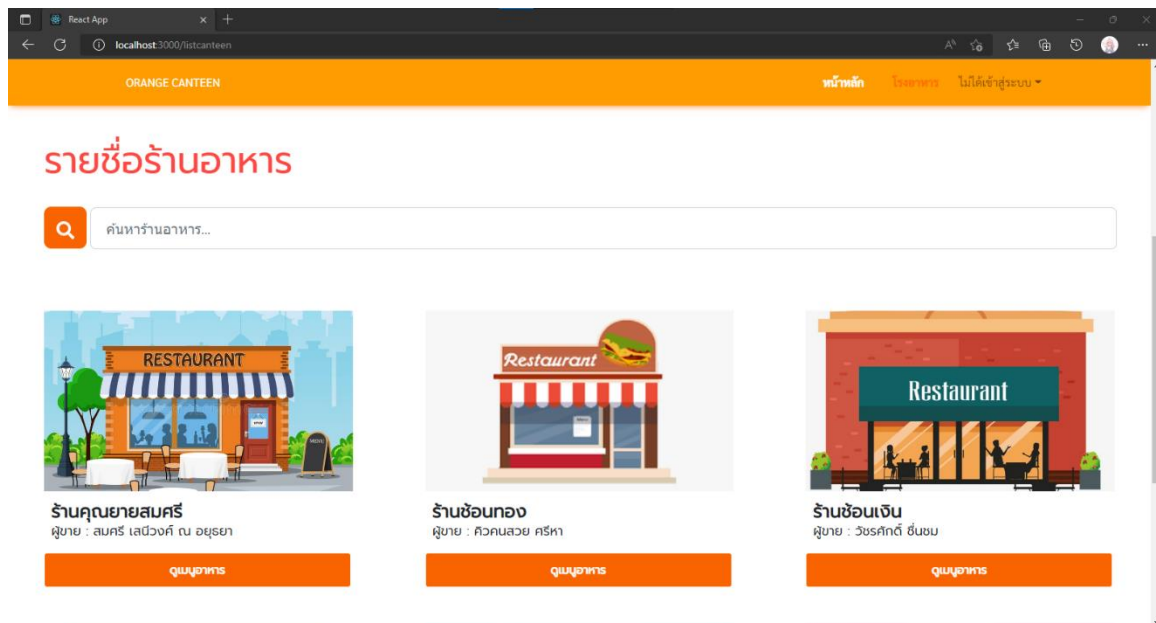 React App
localhost:3000/listcanteen
ORANGE CANTEEN
หน้าหลัก
โรงอาหาร
ไม่ได้เข้าสู่ระบบ
รายชื่อร้านอาหาร
ค้นหาร้านอาหาร...
RESTAURANT
MENU
Restaurant
Restaurant
ร้านคุณยายสมศรี
ผู้ขาย : สมศรี เสนีวงศ์ ณ อยุธยา
ดูเมนูอาหาร
ร้านช้อนทอง
ผู้ขาย : คิวคนสวย ศรีหา
ดูเมนูอาหาร
ร้านช้อนเงิน
ผู้ขาย : วัชรศักดิ์ ชื่นชม
ดูเมนูอาหาร